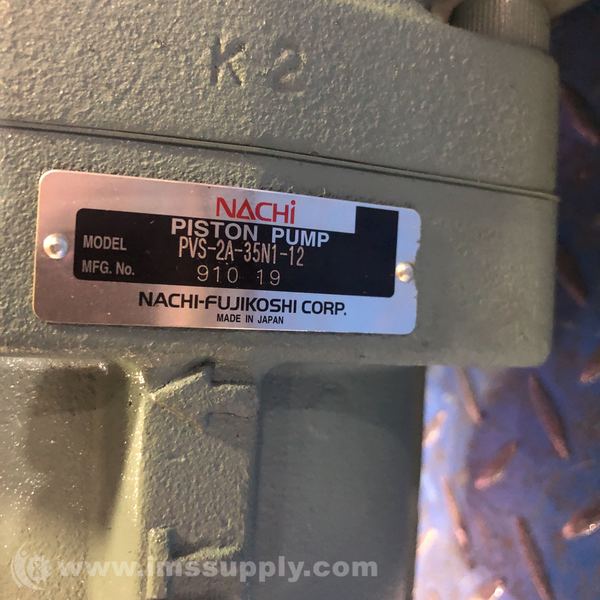 K2
NACHi
PISTON PUMP
MODEL PVS-2A-35N1-12
MFG. No. 910 19
NACHI-FUJIKOSHI CORP.
MADE IN JAPAN
www.imssupply.com